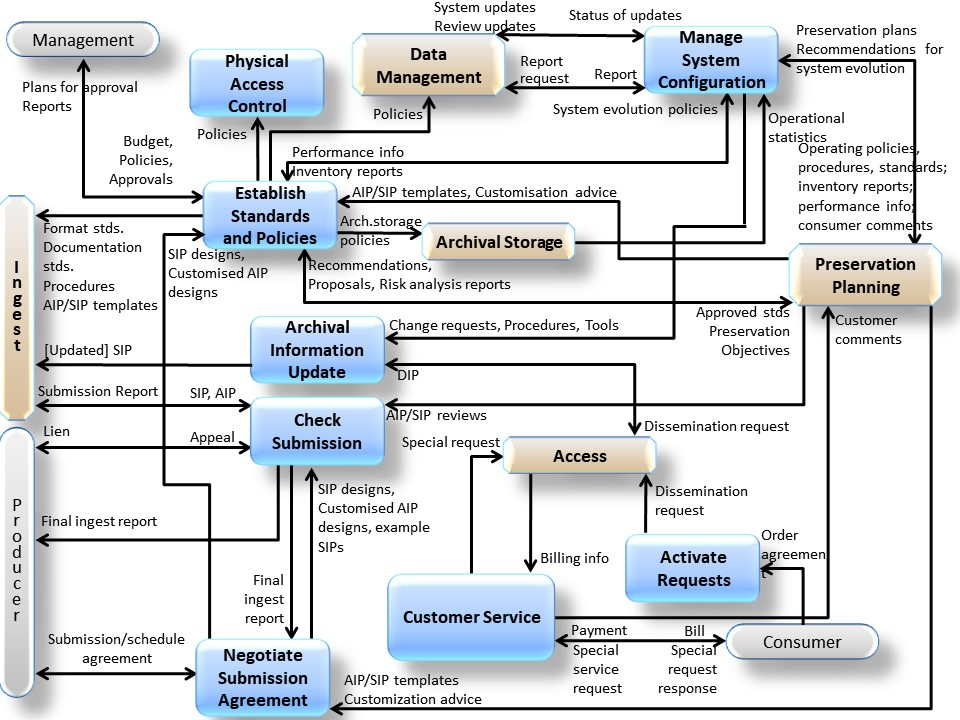 System updates
Review updates
Status of updates
Management
Physical
Access
Control
Data
Management
Manage
System
Configuration
Preservation plans
Recommendations for
system evolution
Report
request
Report
Plans for approval
Reports
Policies
System evolution policies
Policies
Operational
statistics
Budget,
Policies,
Approvals
Performance info
Inventory reports
Operating policies,
procedures, standards;
inventory reports;
performance info;
consumer comments
Establish
Standards
and Policies
AIP/SIP templates, Customisation advice
Arch.storage
policies
Archival Storage
Format stds.
Documentation
stds.
Procedures
AIP/SIP templates
SIP designs,
Customised AIP
designs
Recommendations,
Proposals, Risk analysis reports
Preservation
Planning
Ingest
Approved stds
Preservation
Objectives
Customer
comments
Archival
Information
Update
Change requests, Procedures, Tools
[Updated] SIP
DIP
Submission Report
SIP, AIP
Check
Submission
AIP/SIP reviews
Dissemination request
Lien
Appeal
Special request
Access
Producer
SIP designs,
Customised AIP
designs, example
SIPs
Dissemination
request
Final ingest report
Order
agreemen
t
Activate
Requests
Billing info
Final
ingest
report
Customer Service
Payment
Bill
Consumer
Special
service
request
Special
request
response
Submission/schedule
agreement
Negotiate
Submission
Agreement
AIP/SIP templates
Customization advice